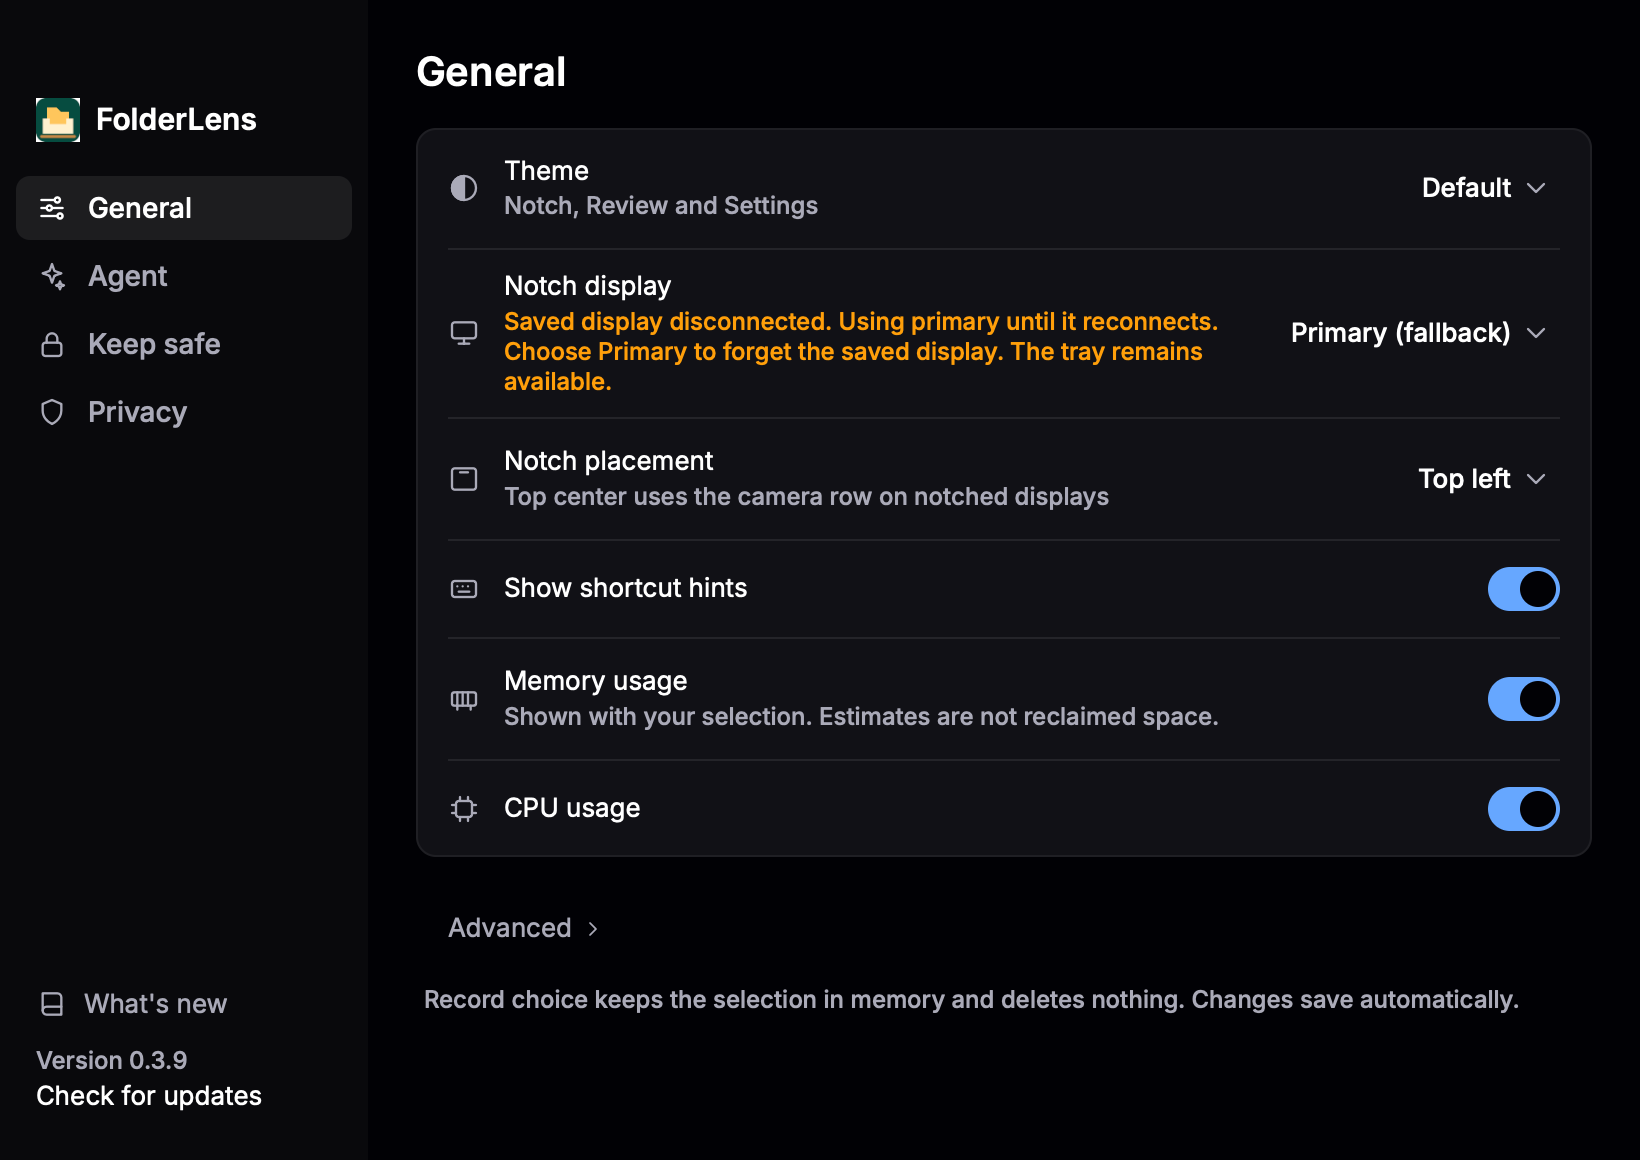 FolderLens
General
Agent
Keep safe
Privacy
What's new
Version 0.3.9
Check for updates
General
Theme
Notch, Review and Settings
Default
Notch display
Saved display disconnected. Using primary until it reconnects.
Choose Primary to forget the saved display. The tray remains
available.
Primary (fallback)
Notch placement
Top center uses the camera row on notched displays
Top left
Show shortcut hints
Memory usage
Shown with your selection. Estimates are not reclaimed space.
CPU usage
Advanced
Record choice keeps the selection in memory and deletes nothing. Changes save automatically.